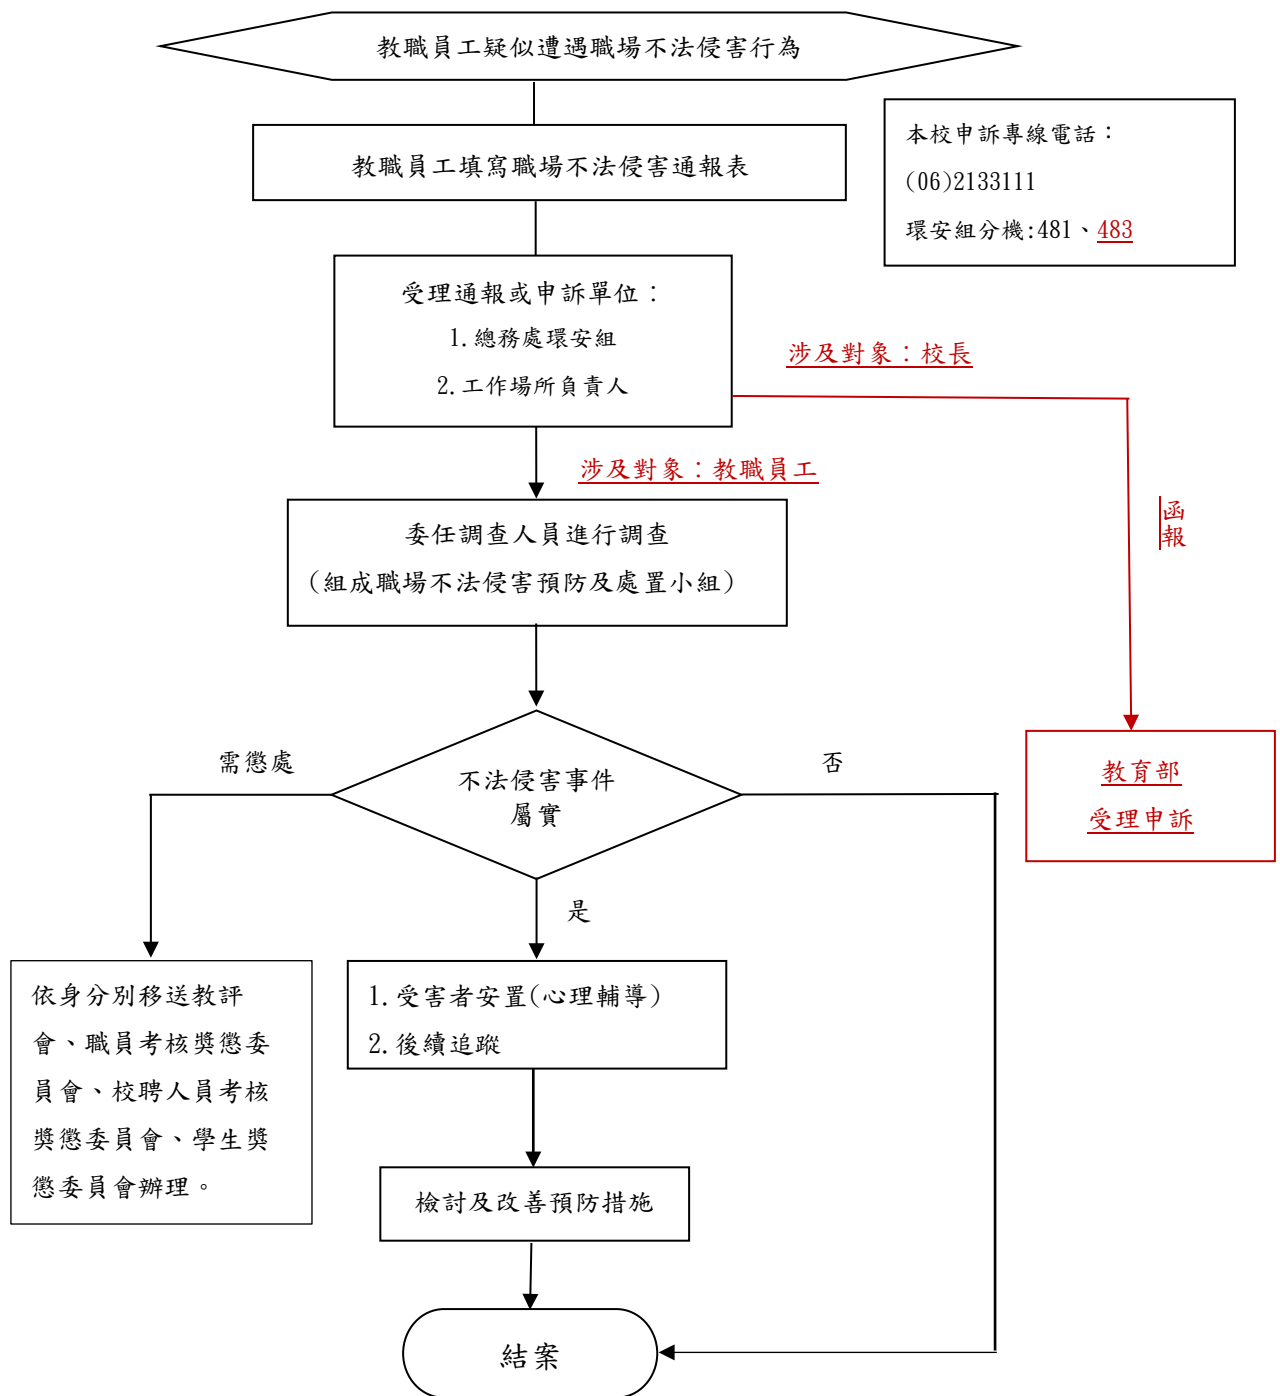 教職員工疑似遭遇職場不法侵害行為
教職員工填寫職場不法侵害通報表
本校申訴專線電話：
(06)2133111
環安組分機:481、483
受理通報或申訴單位：
1.總務處環安組
2.工作場所負責人
涉及對象：校長
涉及對象：教職員工
函報
委任調查人員進行調查
(組成職場不法侵害預防及處置小組)
需懲處
不法侵害事件
屬實
否
教育部
受理申訴
是
依身分別移送教評
會、職員考核獎懲委
員會、校聘人員考核
獎懲委員會、學生獎
懲委員會辦理。
1.受害者安置(心理輔導)
2.後續追蹤
檢討及改善預防措施
結案